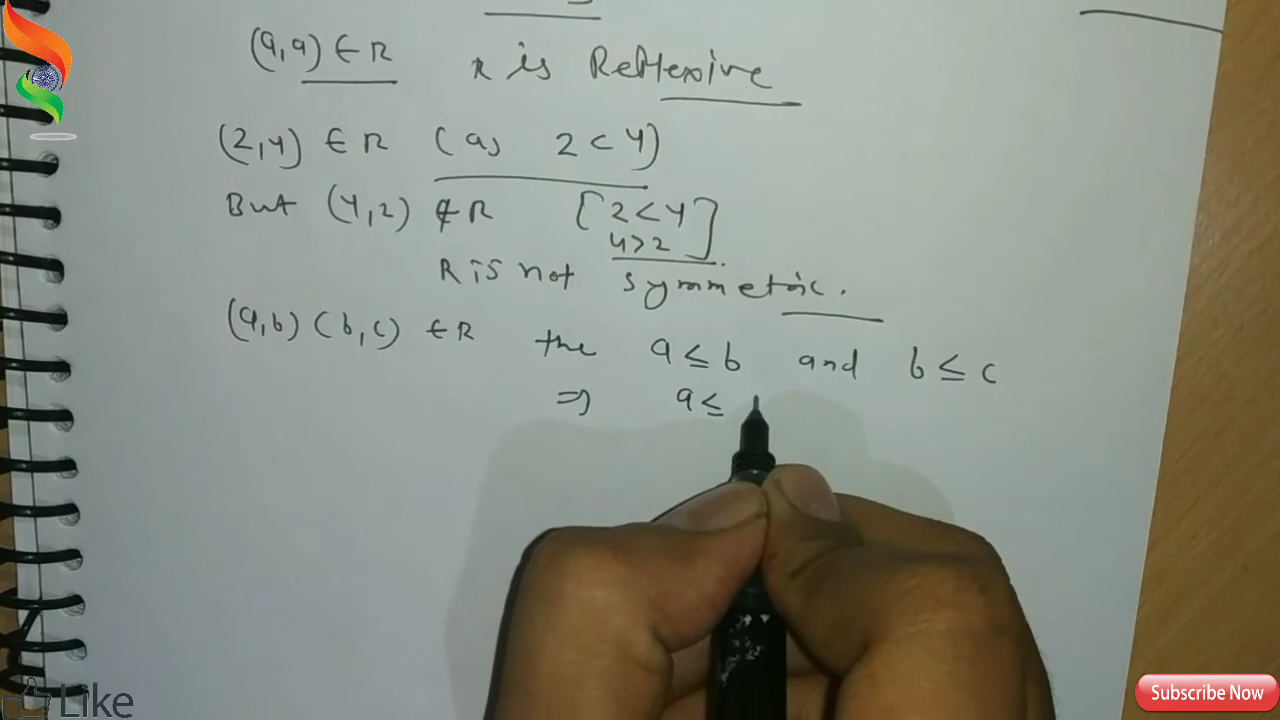 (a,a) ∈ R R is Reflexive
(2,4) ∈ R (as 2 < 4)
But (4,2) ∉ R [2 < 4
4 > 2].
R is not symmetric.
(a,b) (b,c) ∈ R the a ≤ b and b ≤ c
⇒ a ≤
Like
Subscribe Now